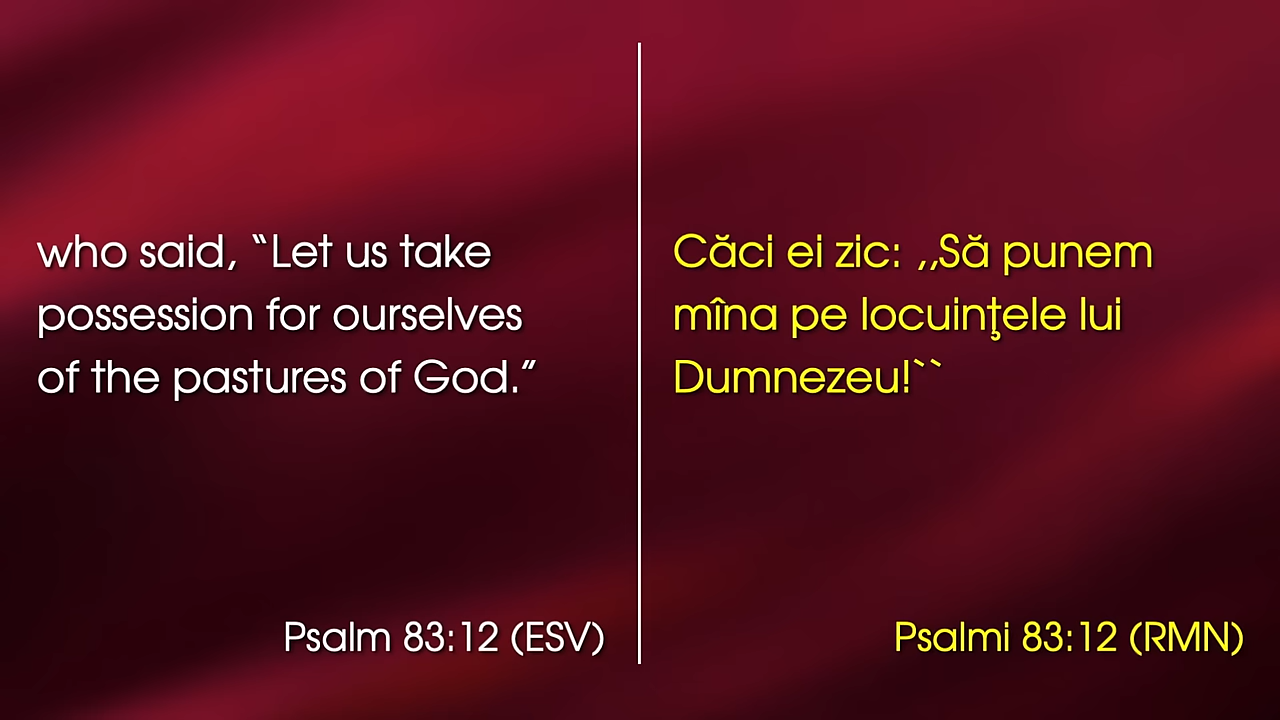 who said, “Let us take
possession for ourselves
of the pastures of God.”
Psalm 83:12 (ESV)
Căci ei zic: ,,Să punem
mîna pe locuinţele lui
Dumnezeu!``
Psalmi 83:12 (RMN)